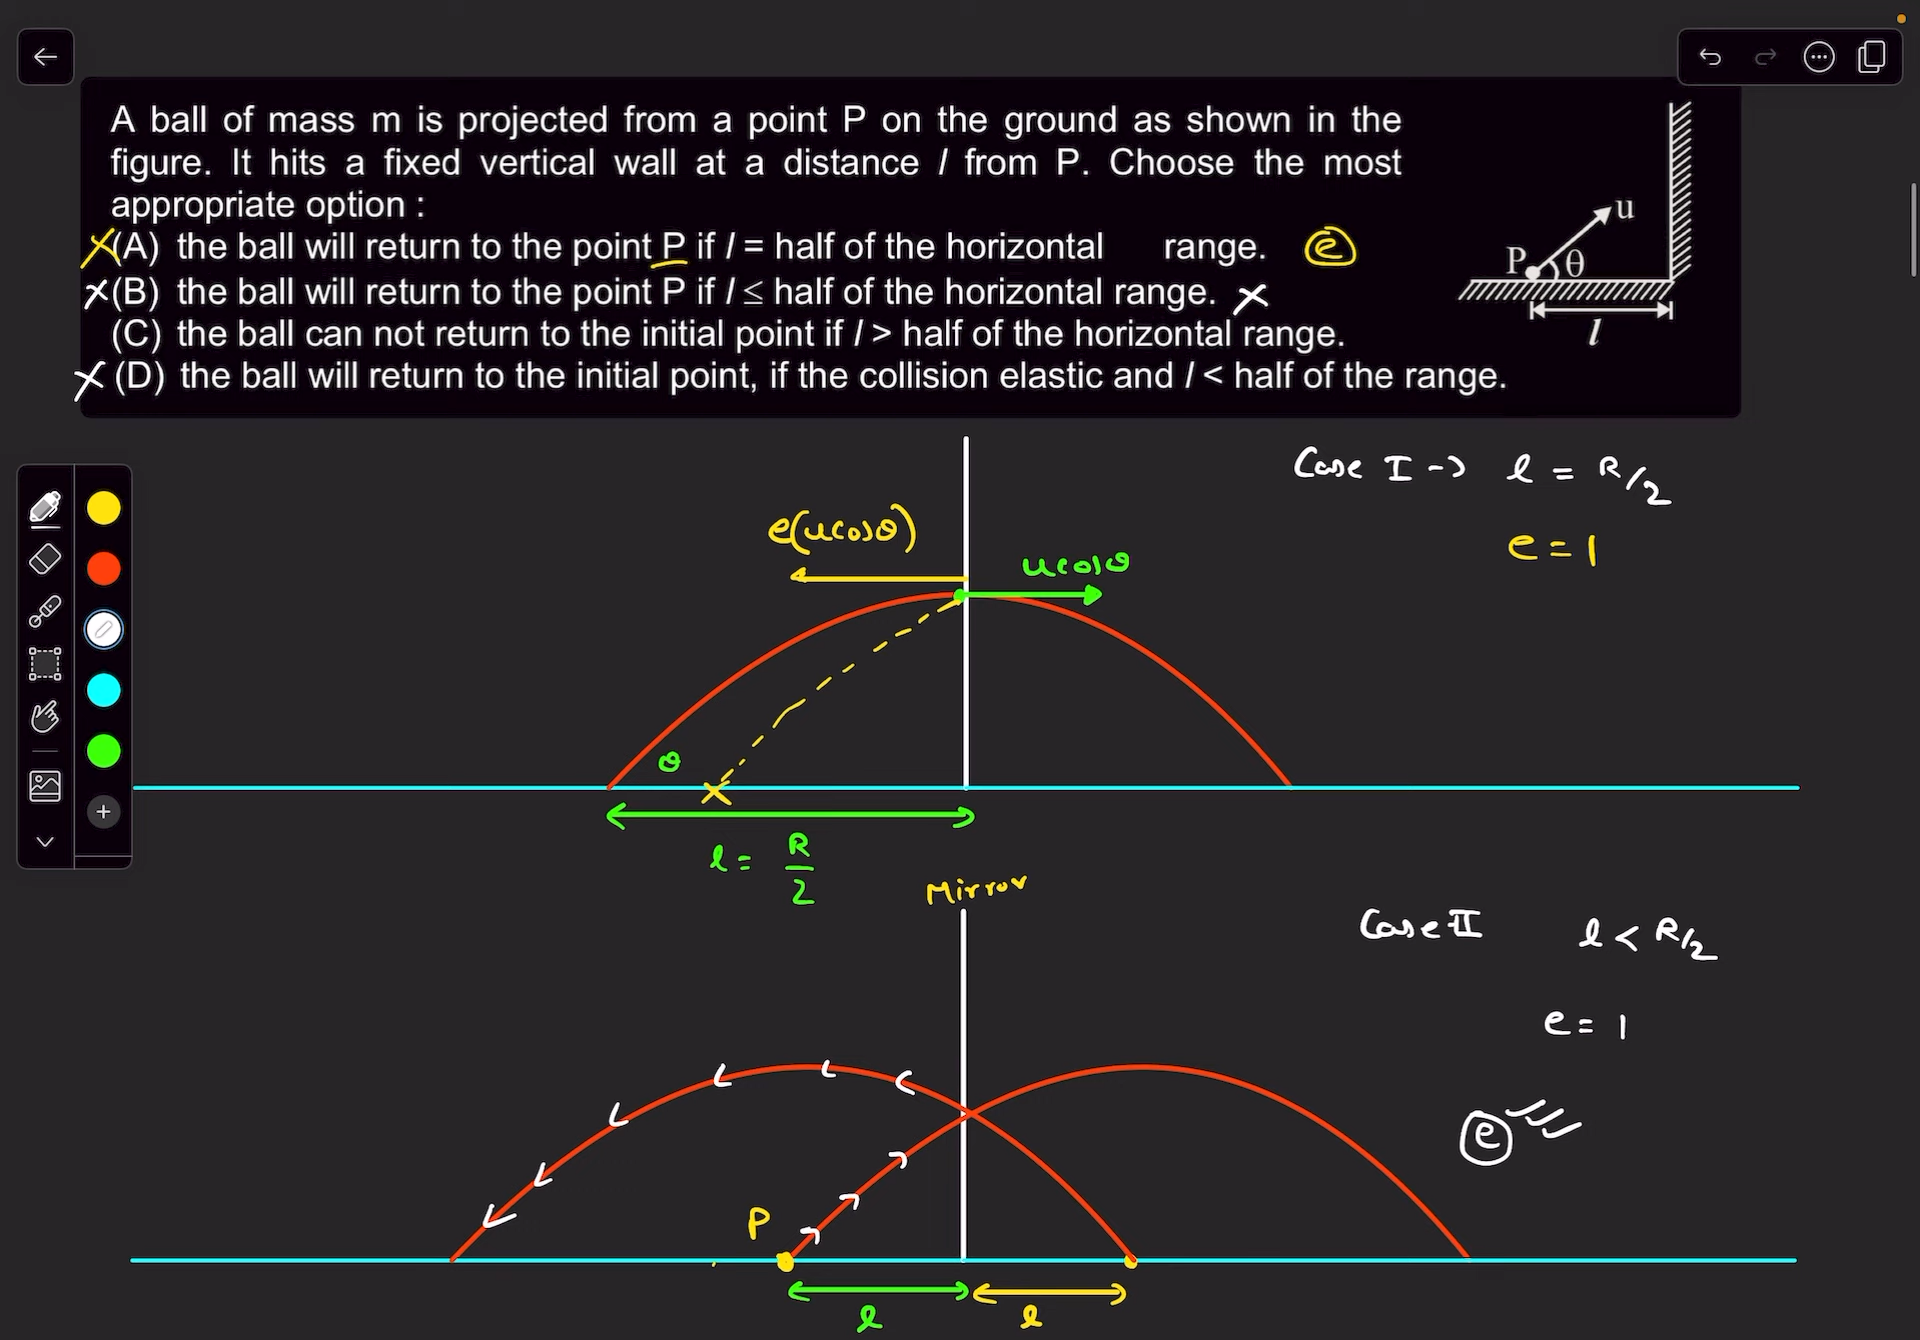 A ball of mass m is projected from a point P on the ground as shown in the
figure. It hits a fixed vertical wall at a distance l from P. Choose the most
appropriate option :
(A) the ball will return to the point P if l = half of the horizontal range. e
(B) the ball will return to the point P if l ≤ half of the horizontal range.
(C) the ball can not return to the initial point if l > half of the horizontal range.
(D) the ball will return to the initial point, if the collision elastic and l < half of the range.
u
P θ
l
Case I -> l = R/2
e = 1
e(ucosθ)
ucosθ
θ
l = R/2
Mirror
Case II l < R/2
e = 1
e
P
l l